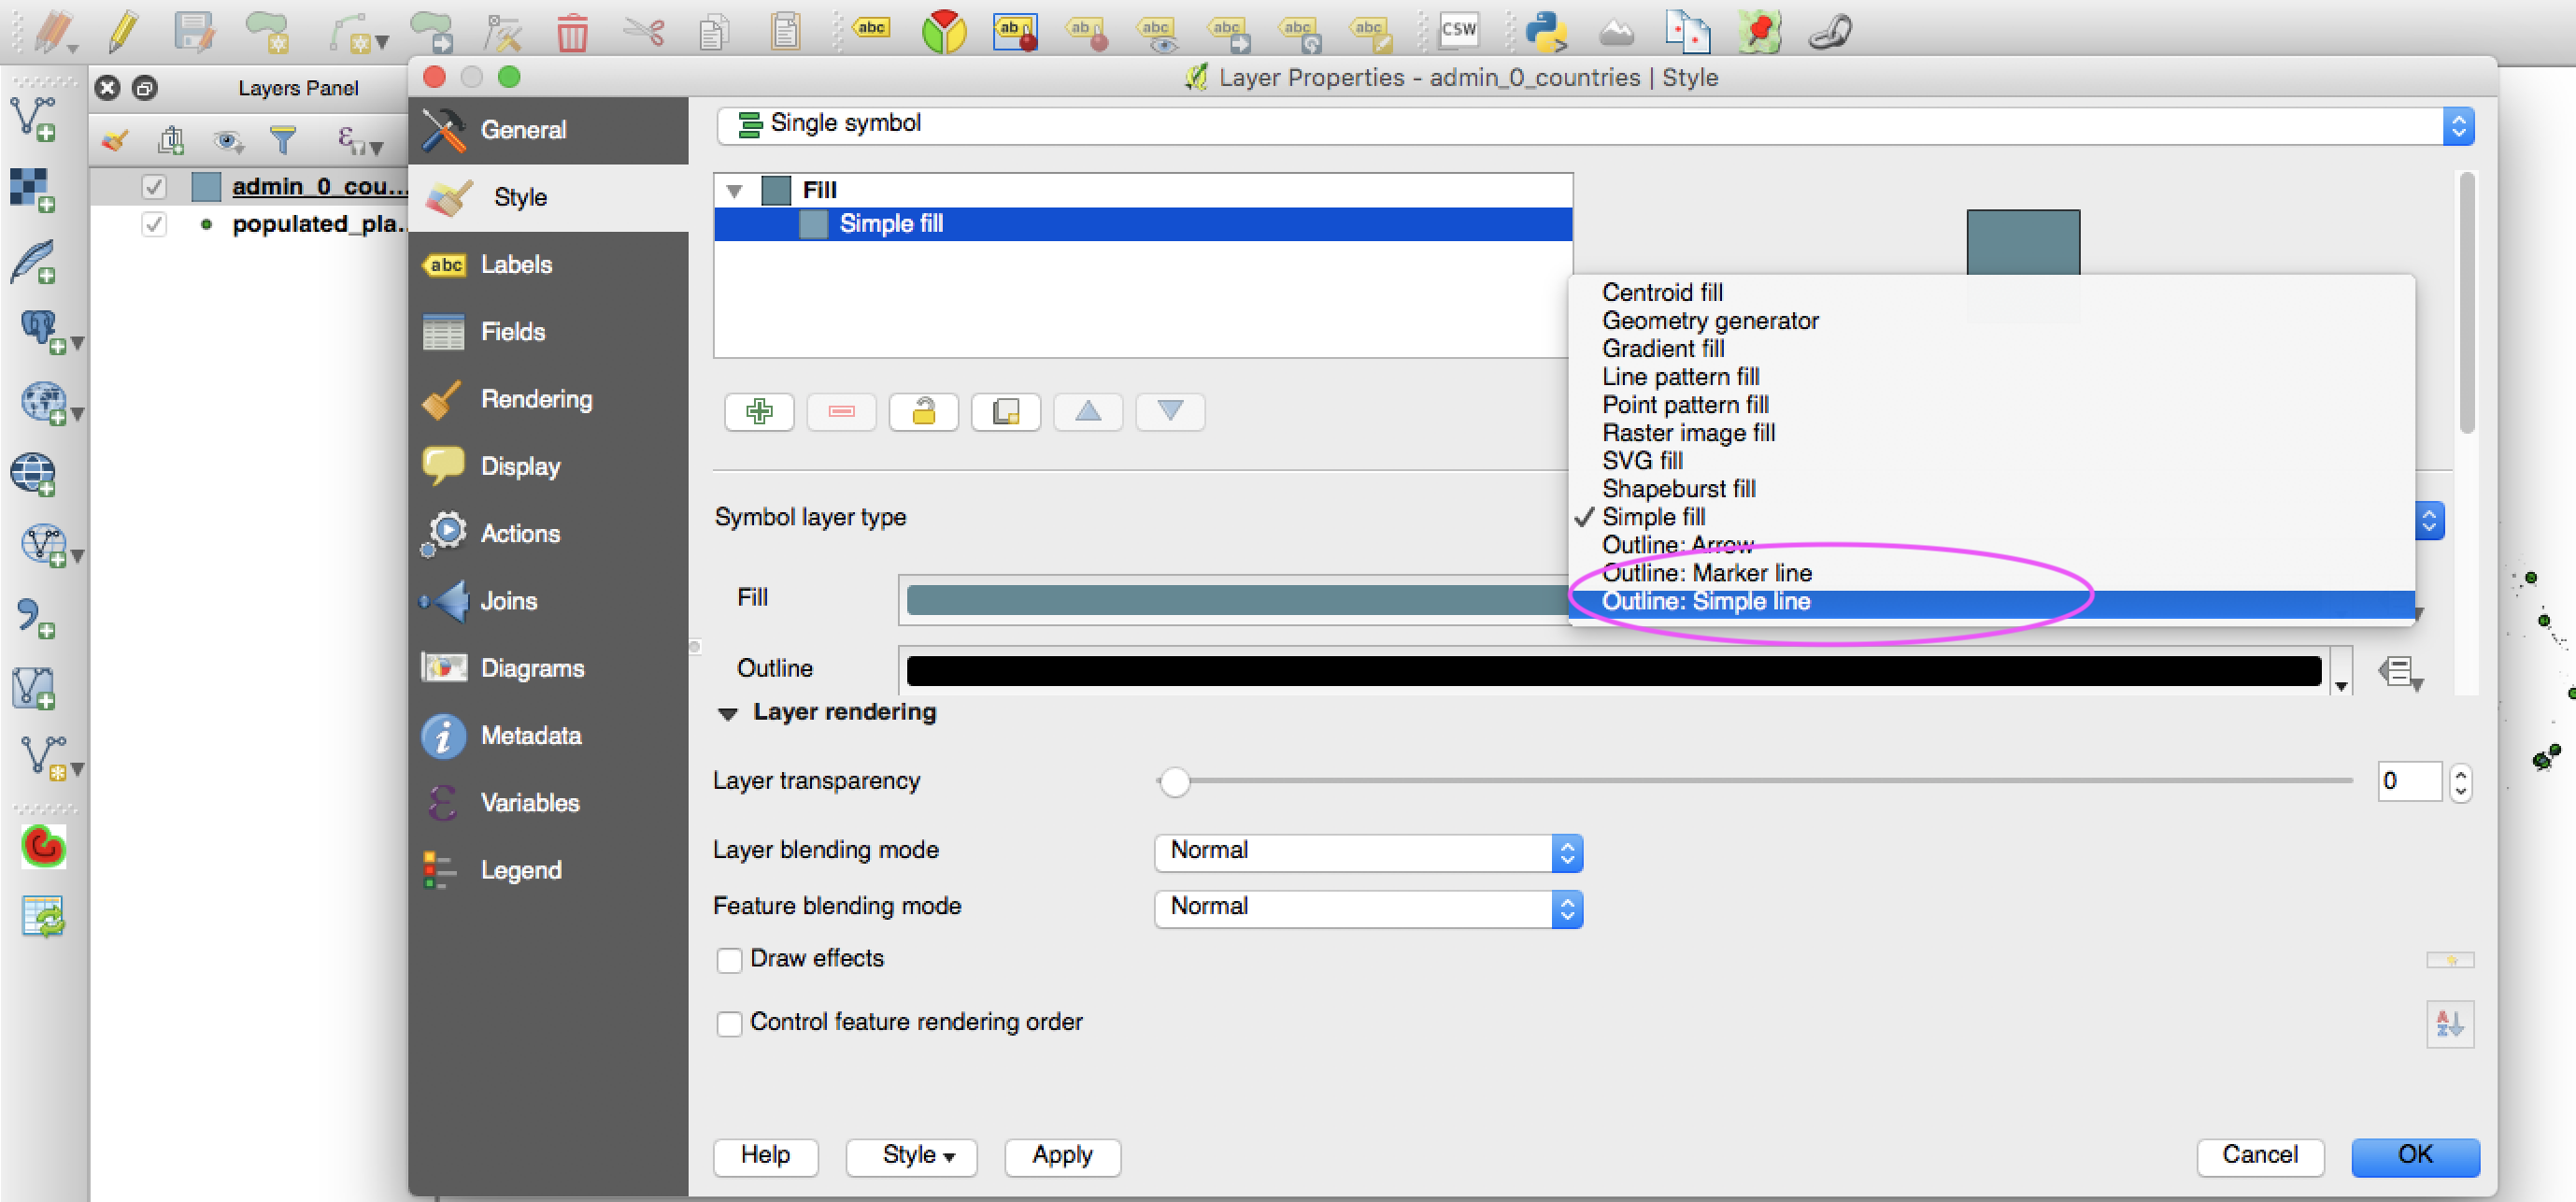 abc
ab
abc
abc
abc
abc
abc
CSW
Layers Panel
Layer Properties - admin_0_countries | Style
General
Single symbol
admin_0_cou...
Style
Fill
populated_pla...
Simple fill
abc Labels
Centroid fill
Geometry generator
Fields
Gradient fill
Line pattern fill
Rendering
Point pattern fill
Raster image fill
Display
SVG fill
Shapeburst fill
Symbol layer type
Simple fill
Actions
Outline: Arrow
Outline: Marker line
Joins
Fill
Outline: Simple line
Diagrams
Outline
Layer rendering
Metadata
Layer transparency
0
Variables
Layer blending mode
Normal
Legend
Feature blending mode
Normal
Draw effects
Control feature rendering order
A
Z
Help
Style
Apply
Cancel
OK